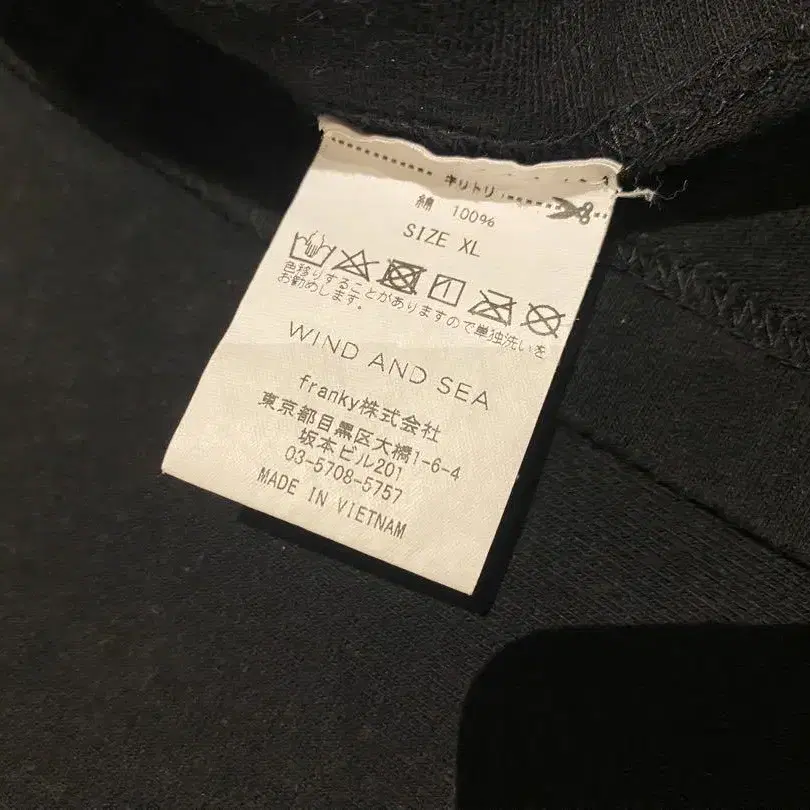 キリトリ
綿 100%
SIZE XL
色移りすることがありますので単独洗いを
お勧めします。
WIND AND SEA
franky株式会社
東京都目黒区大橋1-6-4
坂本ビル201
03-5708-5757
MADE IN VIETNAM